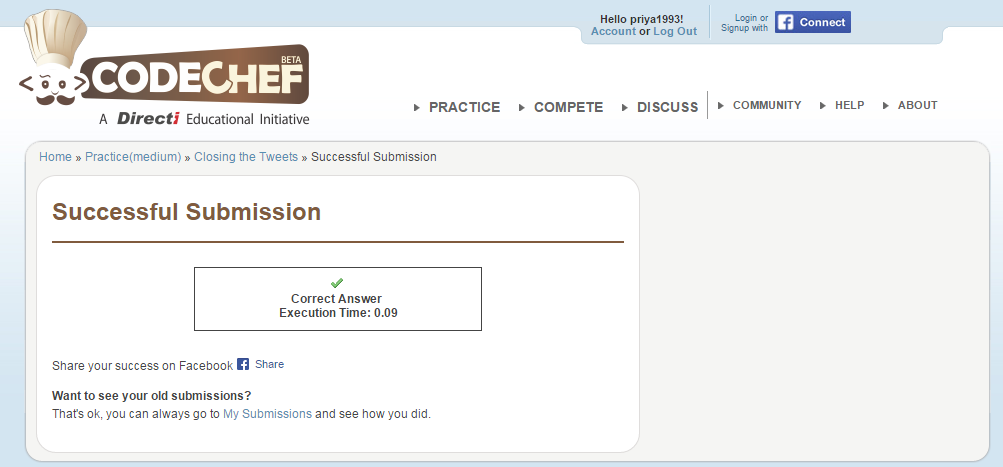 Hello priya1993!
Account or Log Out
Login or
Signup with
Connect
CODECHEF BETA
A Directi Educational Initiative
PRACTICE COMPETE DISCUSS COMMUNITY HELP ABOUT
Home » Practice(medium) » Closing the Tweets » Successful Submission
Successful Submission
Correct Answer
Execution Time: 0.09
Share your success on Facebook Share
Want to see your old submissions?
That's ok, you can always go to My Submissions and see how you did.